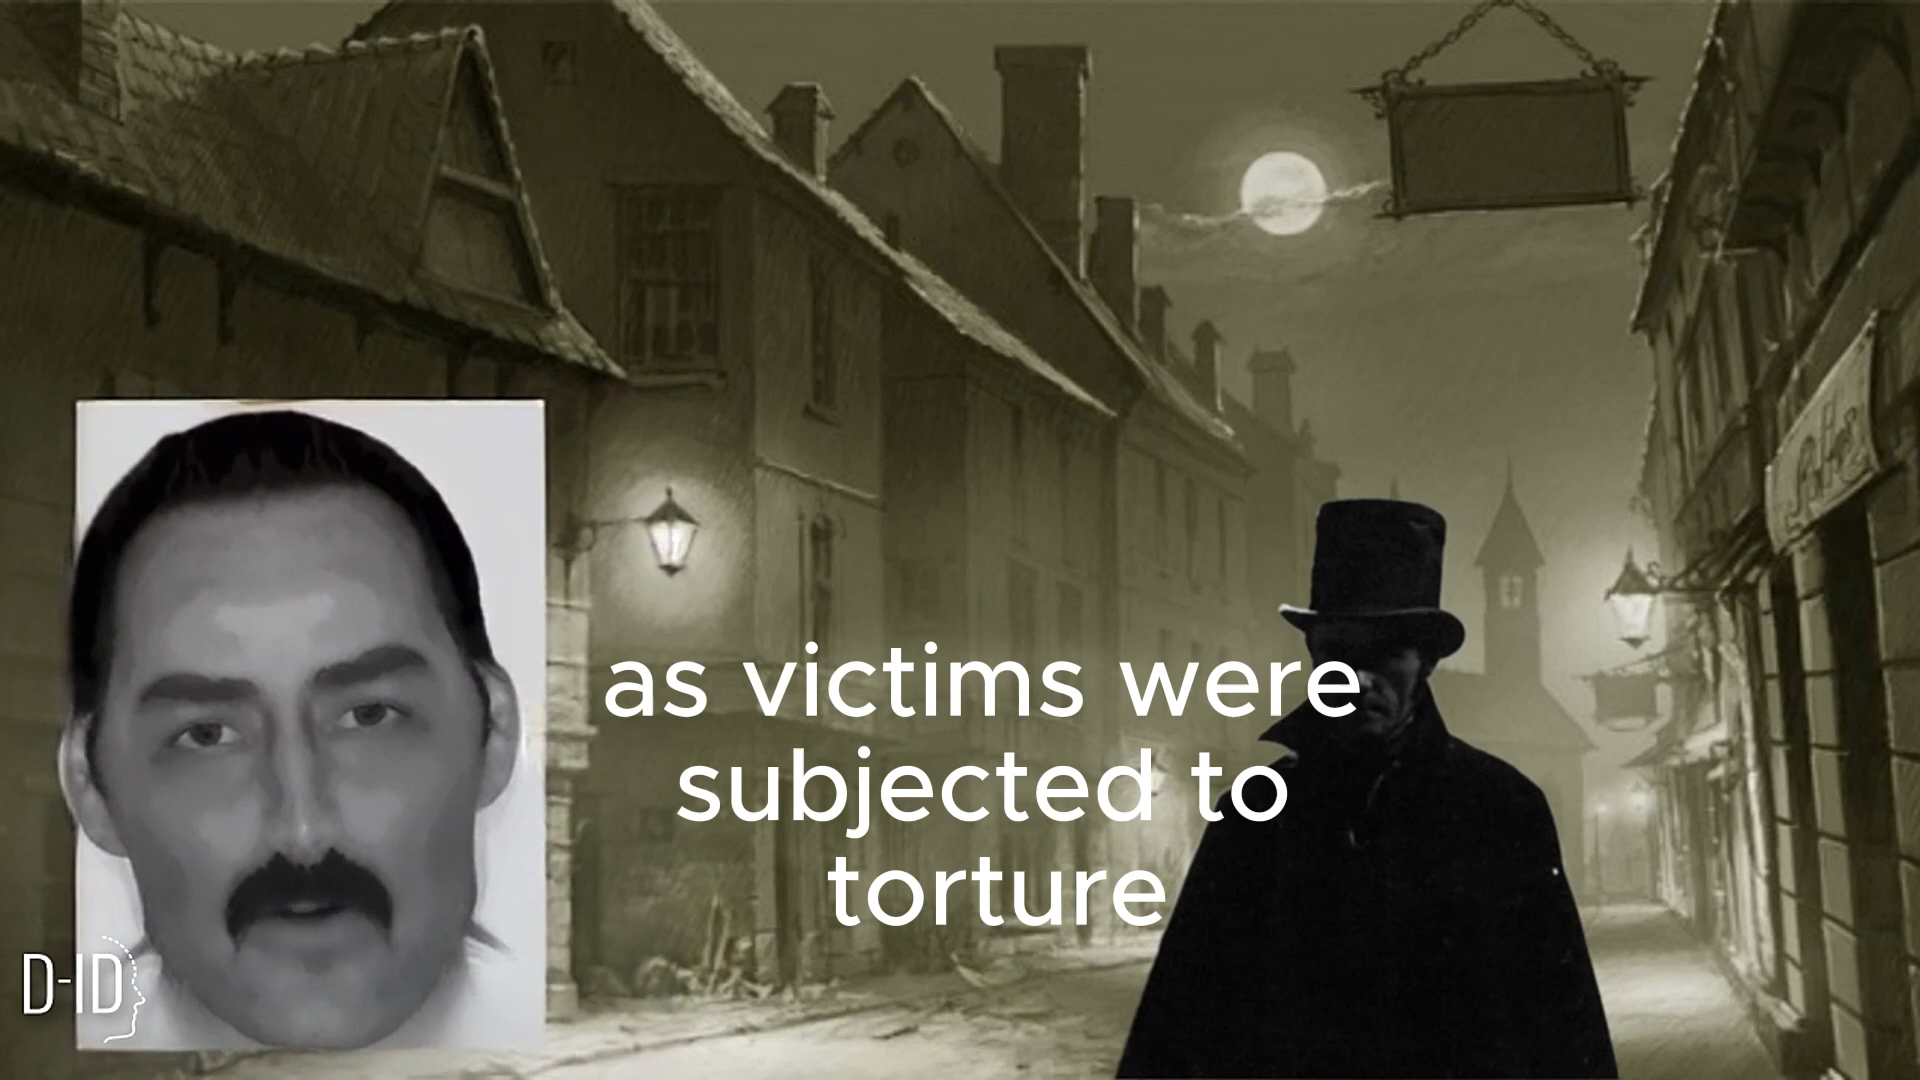 as victims were
subjected to
torture
D-ID